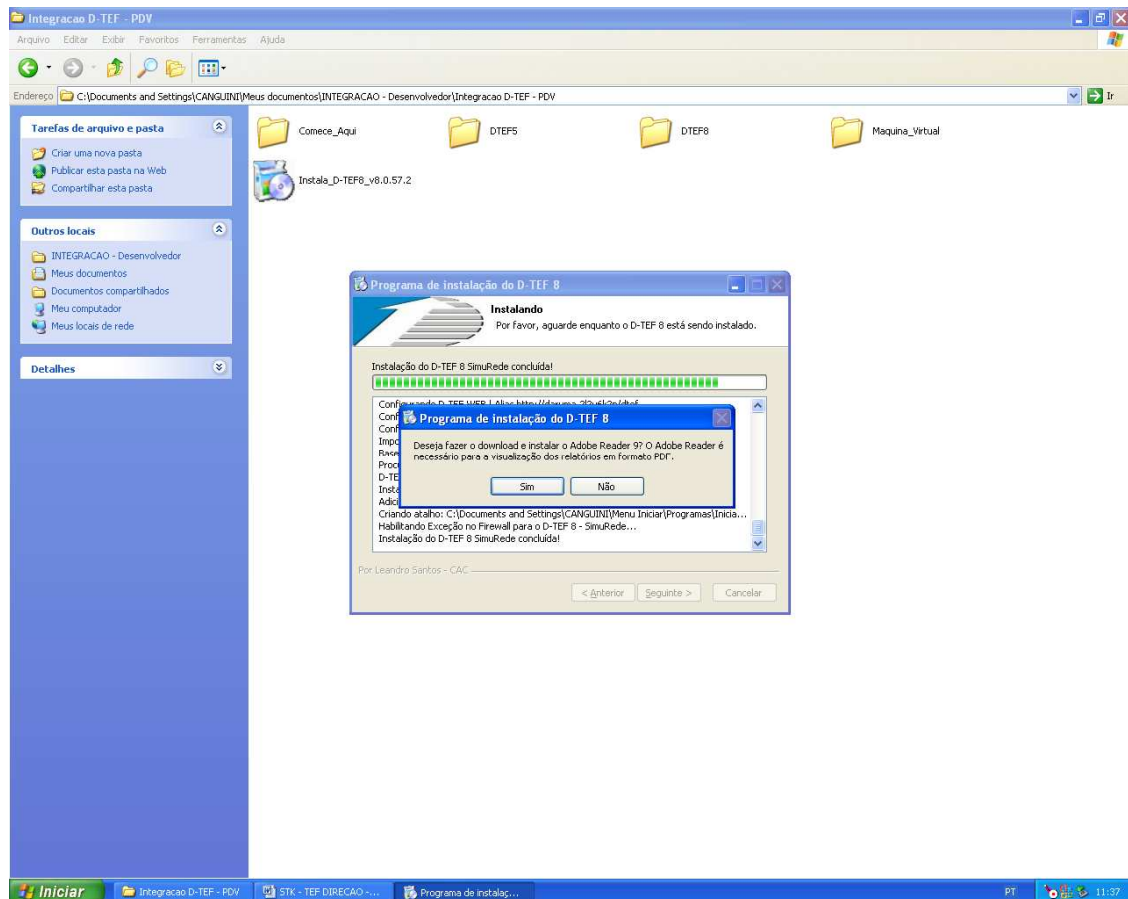 Integracao D-TEF - PDV
Arquivo Editar Exibir Favoritos Ferramentas Ajuda
Endereço C:\Documents and Settings\CANGUINI\Meus documentos\INTEGRACAO - Desenvolvedor\Integracao D-TEF - PDV Ir
Tarefas de arquivo e pasta
Criar uma nova pasta
Publicar esta pasta na Web
Compartilhar esta pasta
Outros locais
INTEGRACAO - Desenvolvedor
Meus documentos
Documentos compartilhados
Meu computador
Meus locais de rede
Detalhes
Comece_Aqui DTEF5 DTEF8 Maquina_Virtual
Instala_D-TEF8_v8.0.57.2
Programa de instalação do D-TEF 8
Instalando
Por favor, aguarde enquanto o D-TEF 8 está sendo instalado.
Instalação do D-TEF 8 SimuRede concluída!
Programa de instalação do D-TEF 8
Deseja fazer o download e instalar o Adobe Reader 9? O Adobe Reader é
necessário para a visualização dos relatórios em formato PDF.
Sim Não
Criando atalho: C:\Documents and Settings\CANGUINI\Menu Iniciar\Programas\Inicia...
Habilitando Exceção no Firewall para o D-TEF 8 - SimuRede...
Instalação do D-TEF 8 SimuRede concluída!
Por Leandro Santos - CAC
< Anterior Seguinte > Cancelar
Iniciar Integracao D-TEF - PDV STK - TEF DIRECAO -... Programa de instalaç... PT 11:37